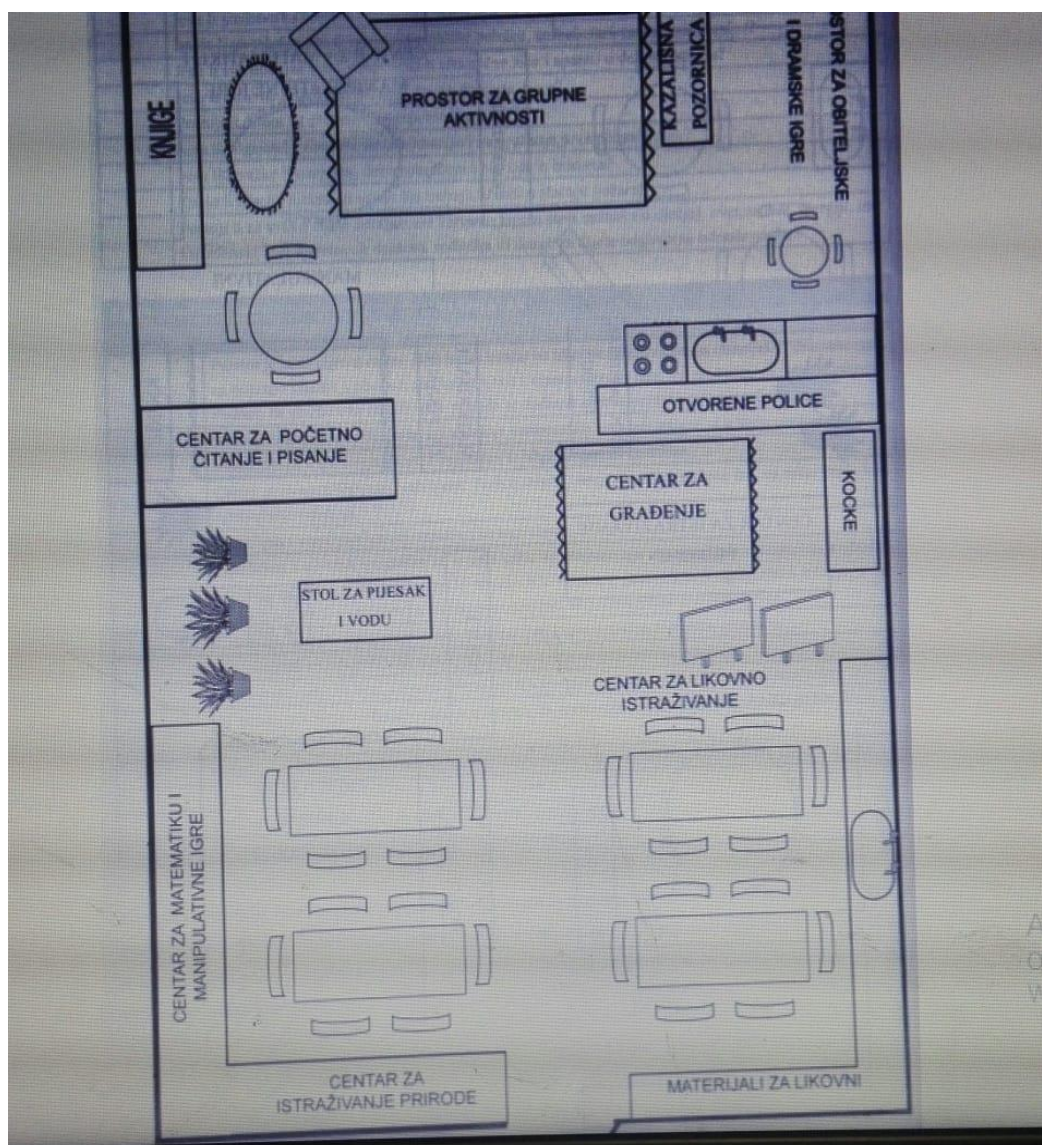 KNJIGE
PROSTOR ZA GRUPNE
AKTIVNOSTI
KAZALISNA
POZORNICA
OSTOR ZA OBITELJSKE
I DRAMSKE IGRE
OTVORENE POLICE
CENTAR ZA POČETNO
ČITANJE I PISANJE
CENTAR ZA
GRAĐENJE
KOCKE
STOL ZA PIJESAK
I VODU
CENTAR ZA LIKOVNO
ISTRAŽIVANJE
CENTAR ZA MATEMATIKU I
MANIPULATIVNE IGRE
CENTAR ZA
ISTRAŽIVANJE PRIRODE
MATERIJALI ZA LIKOVNI